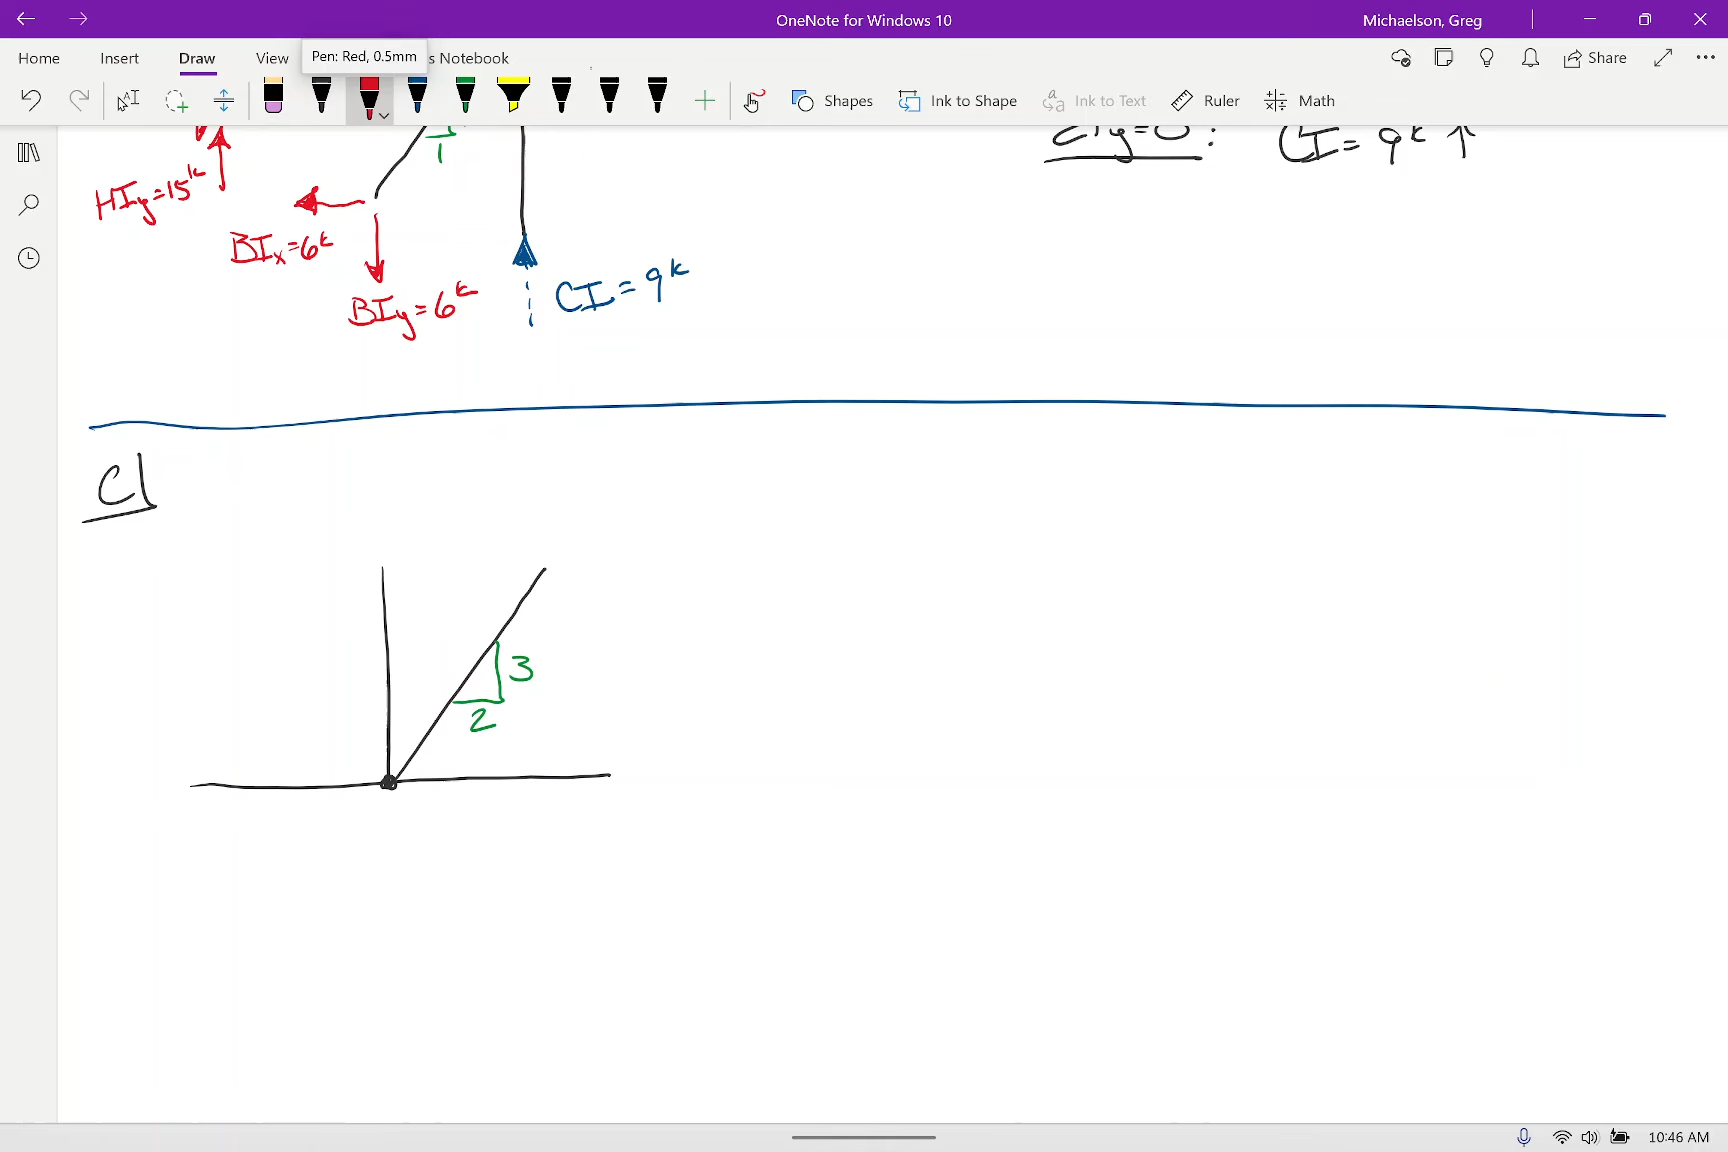 OneNote for Windows 10
Michaelson, Greg
Home Insert Draw View s Notebook
Pen: Red, 0.5mm
Share
Shapes Ink to Shape Ink to Text Ruler Math
HIy=15k
1
BIx=6k
BIy=6k
CI=9k
CI=9k ↑
C
3
2
10:46 AM